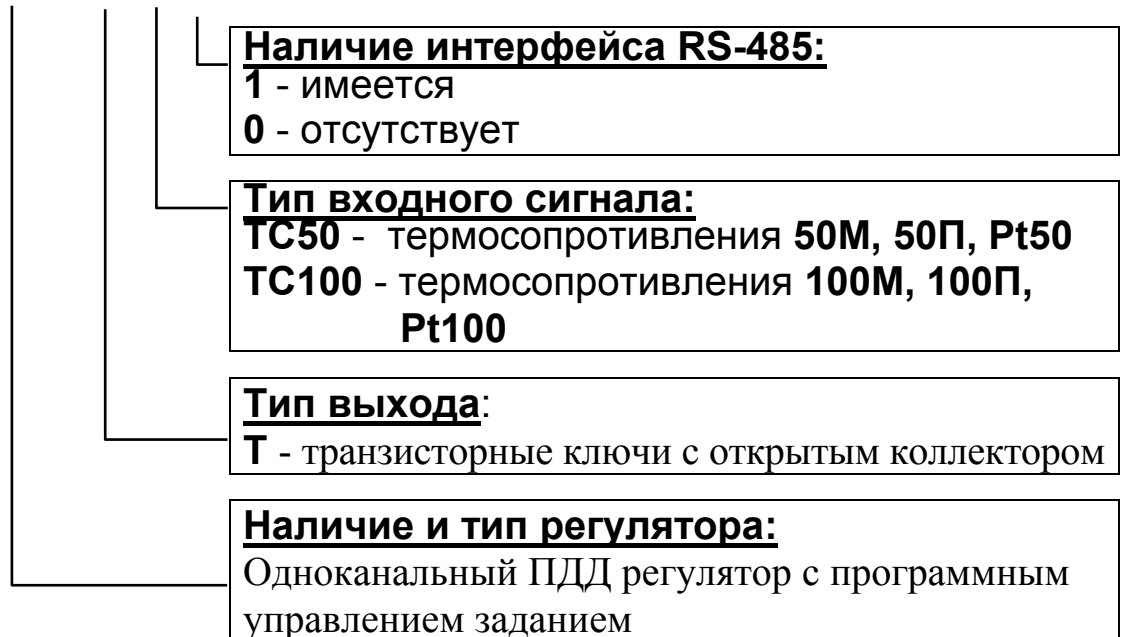 Наличие интерфейса RS-485:
1 - имеется
0 - отсутствует
Тип входного сигнала:
ТС50 - термосопротивления 50М, 50П, Pt50
ТС100 - термосопротивления 100М, 100П,
Pt100
Тип выхода:
Т - транзисторные ключи с открытым коллектором
Наличие и тип регулятора:
Одноканальный ПДД регулятор с программным
управлением заданием